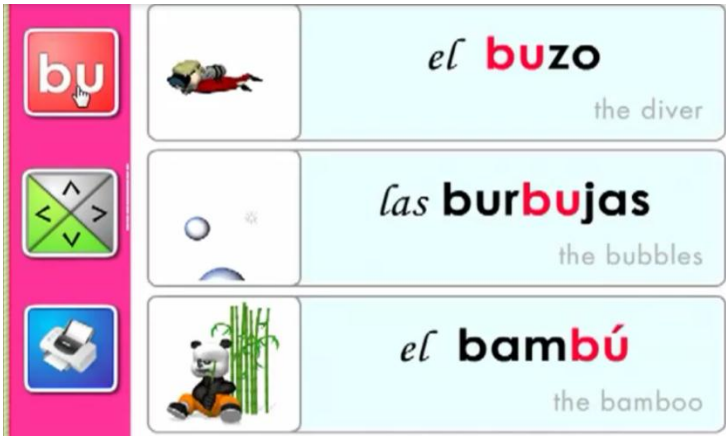 bu
el buzo
the diver
las burbujas
the bubbles
el bambú
the bamboo